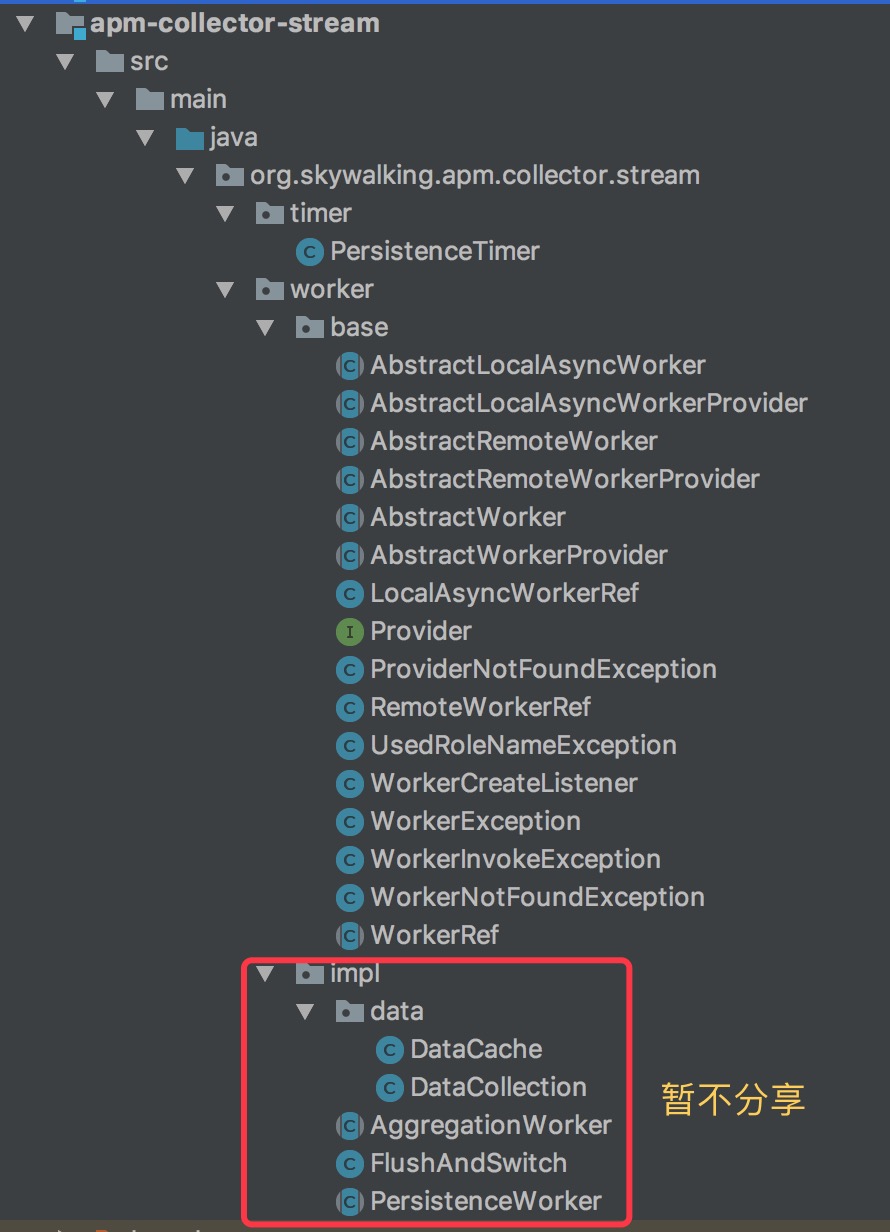 apm-collector-stream
src
main
java
org.skywalking.apm.collector.stream
timer
PersistenceTimer
worker
base
AbstractLocalAsyncWorker
AbstractLocalAsyncWorkerProvider
AbstractRemoteWorker
AbstractRemoteWorkerProvider
AbstractWorker
AbstractWorkerProvider
LocalAsyncWorkerRef
Provider
ProviderNotFoundException
RemoteWorkerRef
UsedRoleNameException
WorkerCreateListener
WorkerException
WorkerInvokeException
WorkerNotFoundException
WorkerRef
impl
data
DataCache
DataCollection
暂不分享
AggregationWorker
FlushAndSwitch
PersistenceWorker